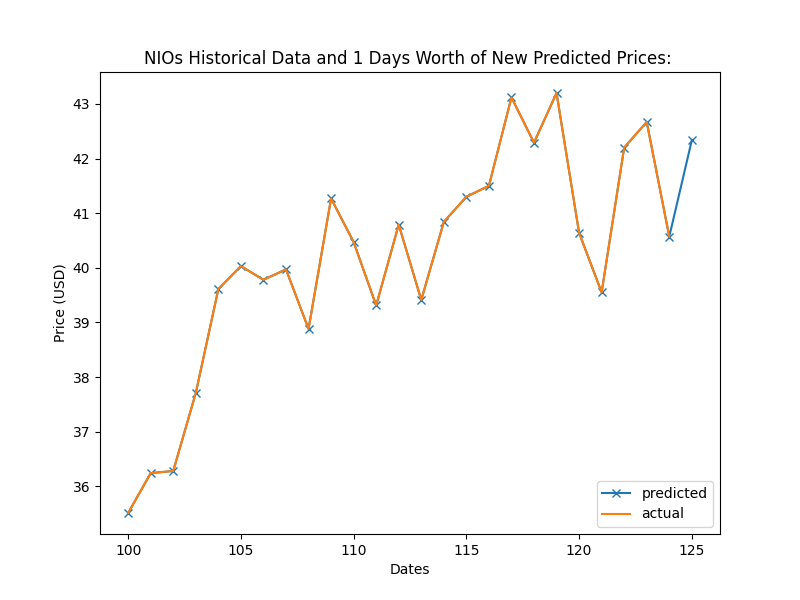 NIOs Historical Data and 1 Days Worth of New Predicted Prices:
43
42
41
40
39
38
37
36
Price (USD)
100
105
110
115
120
125
Dates
predicted
actual